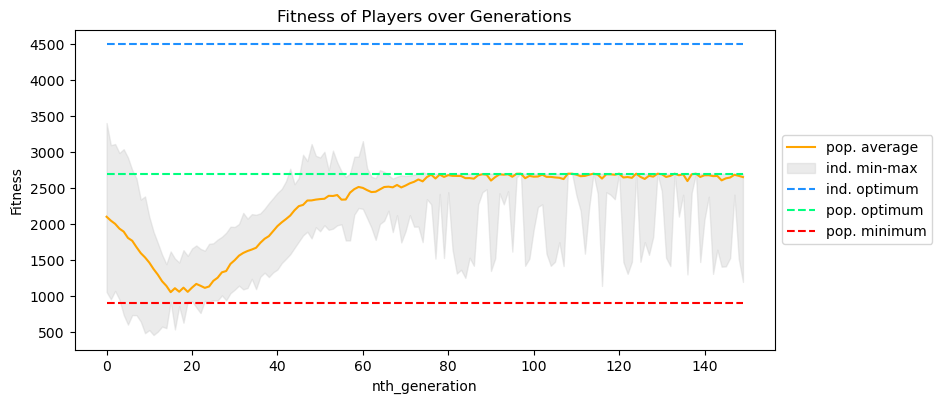 Fitness of Players over Generations
Fitness
4500
4000
3500
3000
2500
2000
1500
1000
500
0
20
40
60
80
100
120
140
nth_generation
pop. average
ind. min-max
ind. optimum
pop. optimum
pop. minimum